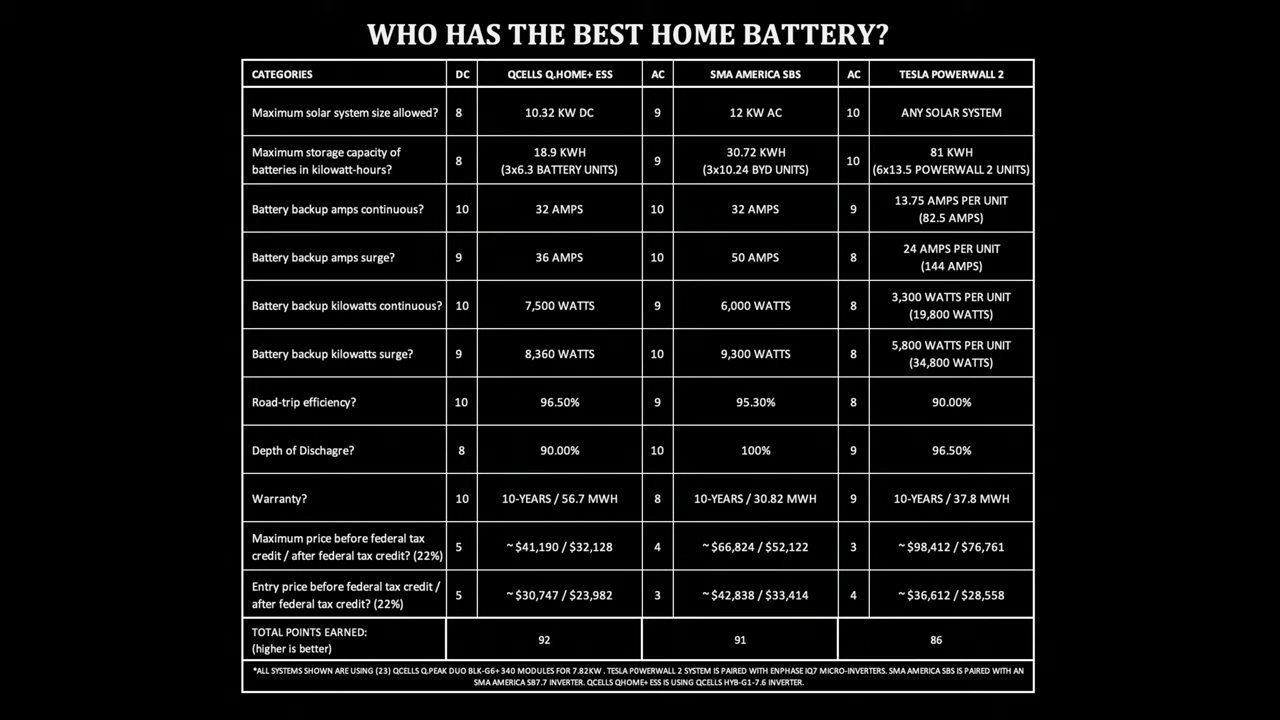 WHO HAS THE BEST HOME BATTERY?
CATEGORIES DC QCELLS Q.HOME+ ESS AC SMA AMERICA SBS AC TESLA POWERWALL 2
Maximum solar system size allowed? 8 10.32 KW DC 9 12 KW AC 10 ANY SOLAR SYSTEM
Maximum storage capacity of
batteries in kilowatt-hours? 8 18.9 KWH
(3x6.3 BATTERY UNITS) 9 30.72 KWH
(3x10.24 BYD UNITS) 10 81 KWH
(6x13.5 POWERWALL 2 UNITS)
Battery backup amps continuous? 10 32 AMPS 10 32 AMPS 9 13.75 AMPS PER UNIT
(82.5 AMPS)
Battery backup amps surge? 9 36 AMPS 10 50 AMPS 8 24 AMPS PER UNIT
(144 AMPS)
Battery backup kilowatts continuous? 10 7,500 WATTS 9 6,000 WATTS 8 3,300 WATTS PER UNIT
(19,800 WATTS)
Battery backup kilowatts surge? 9 8,360 WATTS 10 9,300 WATTS 8 5,800 WATTS PER UNIT
(34,800 WATTS)
Road-trip efficiency? 10 96.50% 9 95.30% 8 90.00%
Depth of Dischagre? 8 90.00% 10 100% 9 96.50%
Warranty? 10 10-YEARS / 56.7 MWH 8 10-YEARS / 30.82 MWH 9 10-YEARS / 37.8 MWH
Maximum price before federal tax
credit / after federal tax credit? (22%) 5 ~ $41,190 / $32,128 4 ~ $66,824 / $52,122 3 ~ $98,412 / $76,761
Entry price before federal tax credit /
after federal tax credit? (22%) 5 ~ $30,747 / $23,982 3 ~ $42,838 / $33,414 4 ~ $36,612 / $28,558
TOTAL POINTS EARNED:
(higher is better) 92 91 86
*ALL SYSTEMS SHOWN ARE USING (23) QCELLS Q.PEAK DUO BLK-G6+ 340 MODULES FOR 7.82KW . TESLA POWERWALL 2 SYSTEM IS PAIRED WITH ENPHASE IQ7 MICRO-INVERTERS. SMA AMERICA SBS IS PAIRED WITH AN
SMA AMERICA SB7.7 INVERTER. QCELLS QHOME+ ESS IS USING QCELLS HYB-G1-7.6 INVERTER.